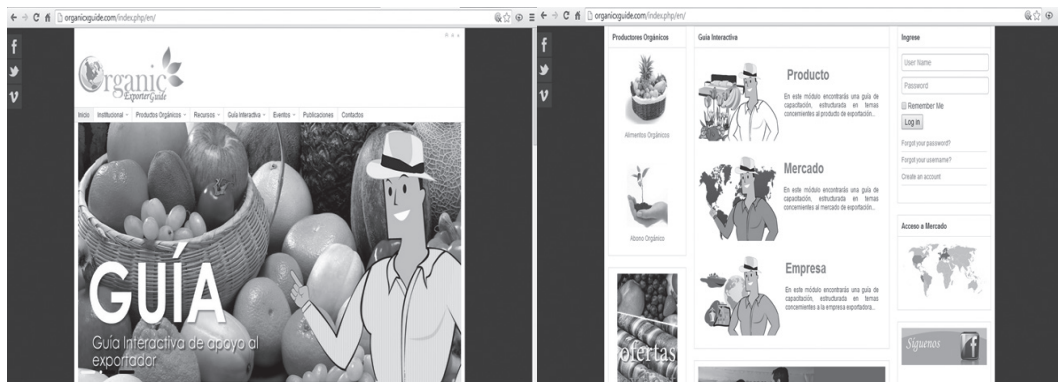 organicxguide.com/index.php/en/
Organic
ExporterGuide
Inicio Institucional Productos Orgánicos Recursos Guía Interactiva Eventos Publicaciones Contactos
GUÍA
Guía Interactiva de apoyo al
exportador
organicxguide.com/index.php/en/
Productores Orgánicos
Alimentos Orgánicos
Abono Orgánico
ofertas
Guía Interactiva
Producto
En este módulo encontrarás una guía de
capacitación, estructurada en temas
concernientes al producto de exportación...
Mercado
En este módulo encontrarás una guía de
capacitación, estructurada en temas
concernientes al mercado de exportación...
Empresa
En este módulo encontrarás una guía de
capacitación, estructurada en temas
concernientes a la empresa exportadora...
Ingrese
User Name
Password
Remember Me
Log in
Forgot your password?
Forgot your username?
Create an account
Acceso a Mercado
Síguenos f